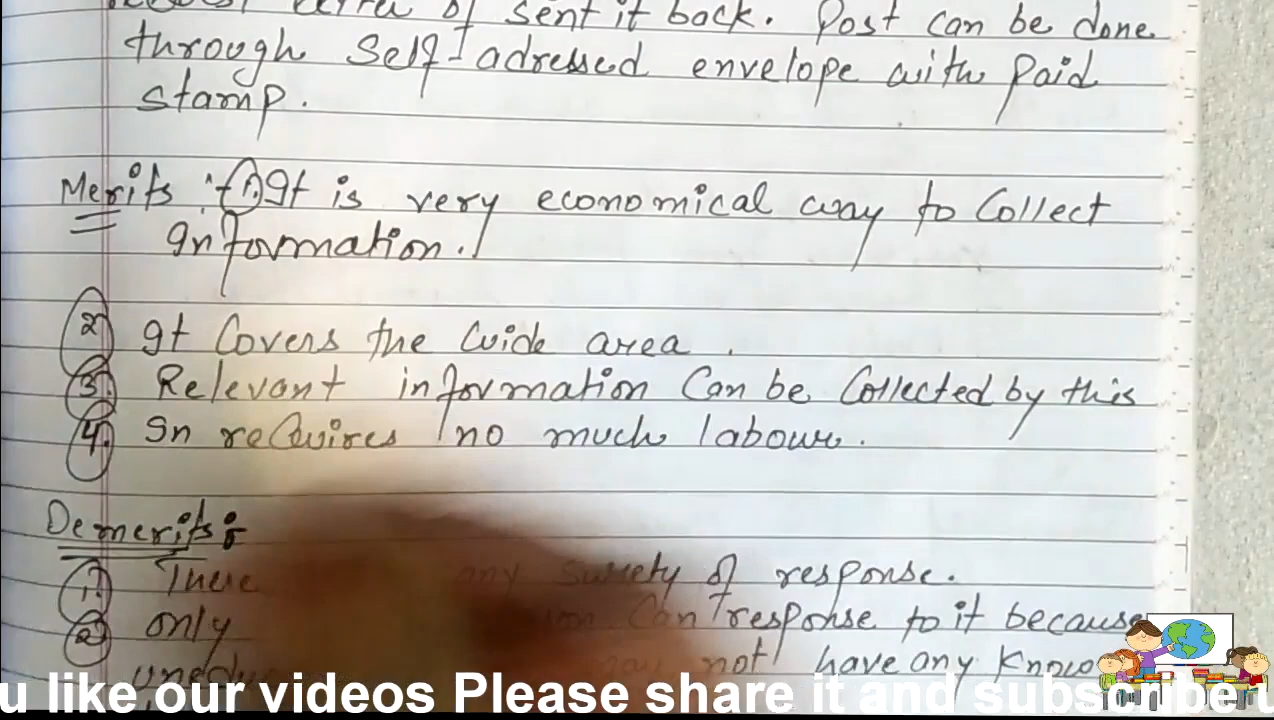 of sent it back. Post can be done
through Self-adressed envelope with Paid
stamp.
Merits :- 1. It is very economical way to Collect
Information.
2 It Covers the wide area.
3. Relevant information Can be Collected by this
4. In reQuires no much labour.
Demerits :-
1. There any surety of response.
2. only Can response to it because
may not have any Know
u like our videos Please share it and subscribe u